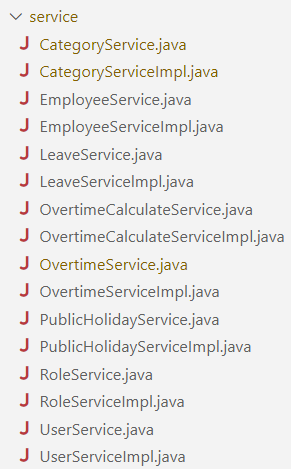 service
CategoryService.java
CategoryServiceImpl.java
EmployeeService.java
EmployeeServiceImpl.java
LeaveService.java
LeaveServiceImpl.java
OvertimeCalculateService.java
OvertimeCalculateServiceImpl.java
OvertimeService.java
OvertimeServiceImpl.java
PublicHolidayService.java
PublicHolidayServiceImpl.java
RoleService.java
RoleServiceImpl.java
UserService.java
UserServiceImpl.java